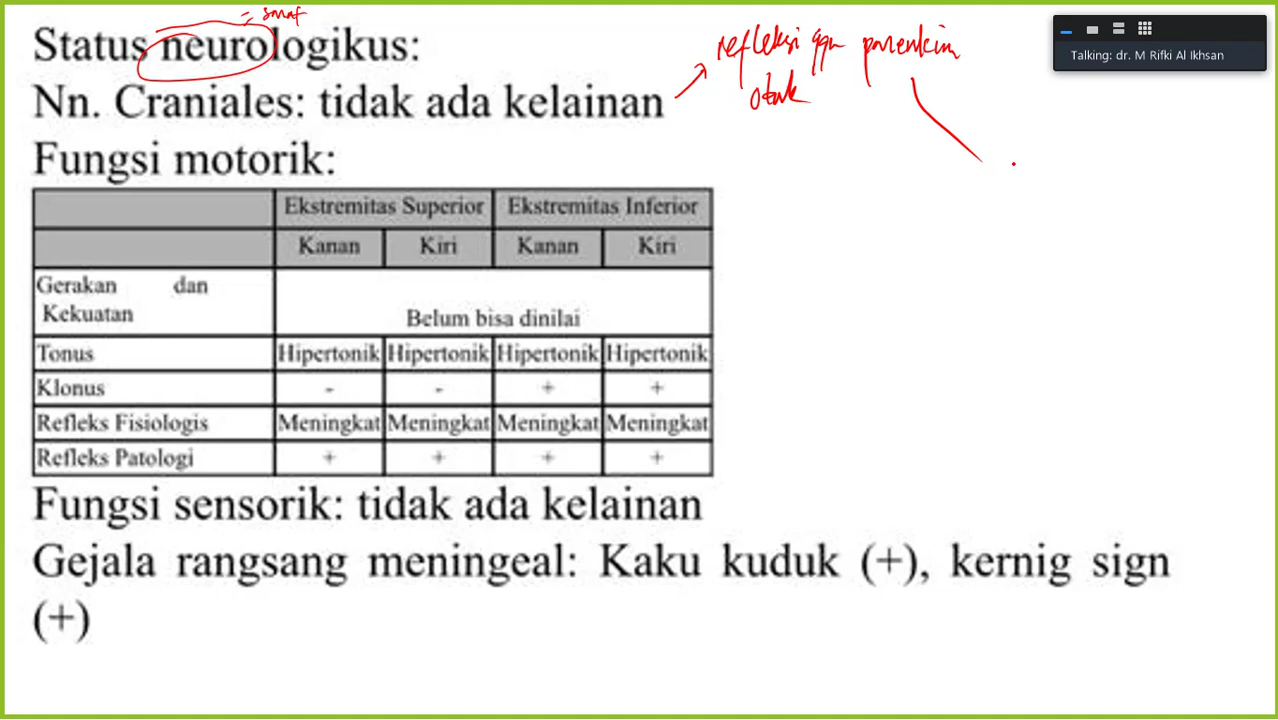 = saraf
Status neurologikus:
refleksi ggn parenkim
otak
Talking: dr. M Rifki Al Ikhsan
Nn. Craniales: tidak ada kelainan
Fungsi motorik:
Ekstremitas Superior Ekstremitas Inferior
Kanan Kiri Kanan Kiri
Gerakan dan
Kekuatan
Belum bisa dinilai
Tonus Hipertonik Hipertonik Hipertonik Hipertonik
Klonus - - + +
Refleks Fisiologis Meningkat Meningkat Meningkat Meningkat
Refleks Patologi + + + +
Fungsi sensorik: tidak ada kelainan
Gejala rangsang meningeal: Kaku kuduk (+), kernig sign
(+)